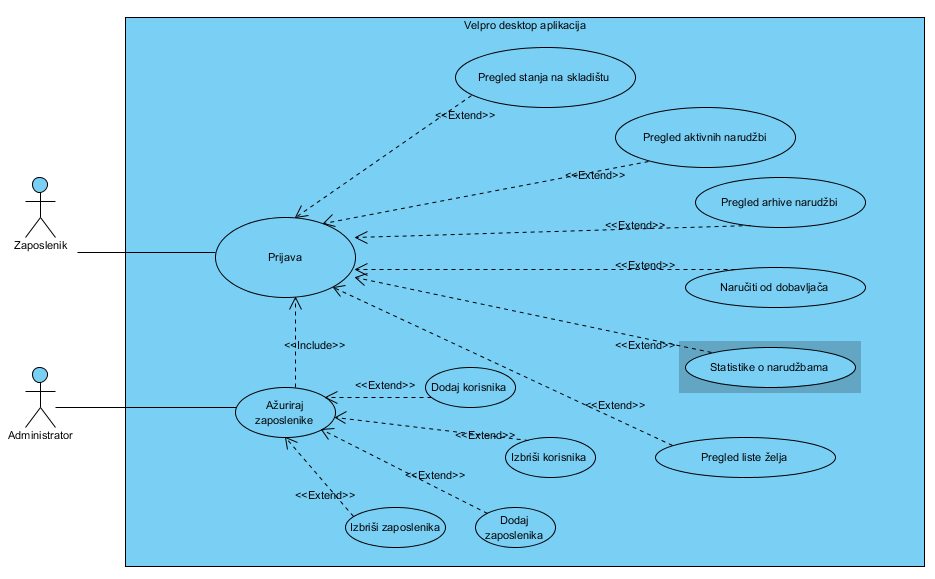 Velpro desktop aplikacija
Pregled stanja na skladištu
<<Extend>>
Pregled aktivnih narudžbi
<<Extend>>
Pregled arhive narudžbi
<<Extend>>
Zaposlenik
Prijava
<<Extend>>
Naručiti od dobavljača
<<Extend>>
Statistike o narudžbama
<<Include>>
<<Extend>>
Dodaj korisnika
<<Extend>>
Ažuriraj
zaposlenike
Administrator
<<Extend>>
Izbriši korisnika
Pregled liste želja
<<Extend>>
<<Extend>>
Izbriši zaposlenika
Dodaj
zaposlenika